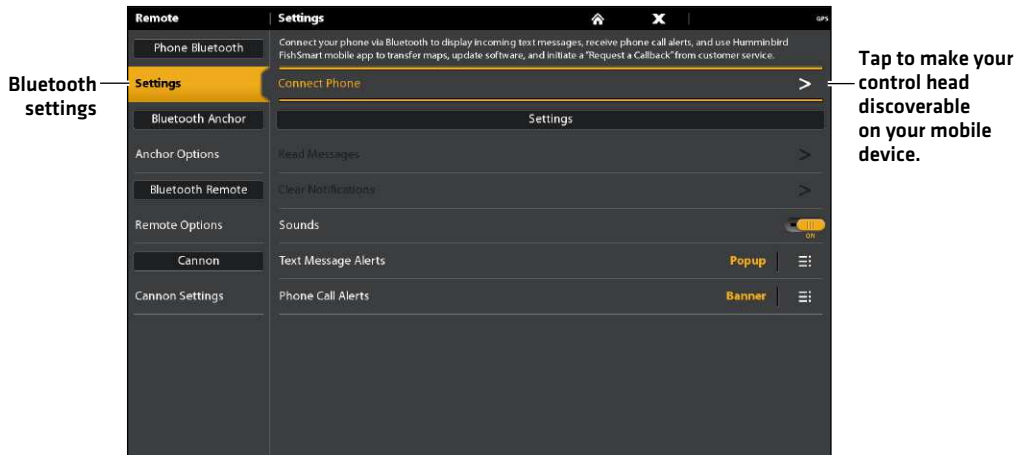 Remote
Settings
GPS
Phone Bluetooth
Connect your phone via Bluetooth to display incoming text messages, receive phone call alerts, and use Humminbird
FishSmart mobile app to transfer maps, update software, and initiate a "Request a Callback" from customer service.
Bluetooth
settings
Settings
Connect Phone
Tap to make your
control head
discoverable
on your mobile
device.
Bluetooth Anchor
Settings
Anchor Options
Read Messages
Bluetooth Remote
Clear Notifications
Remote Options
Sounds
ON
Cannon
Text Message Alerts
Popup
Cannon Settings
Phone Call Alerts
Banner